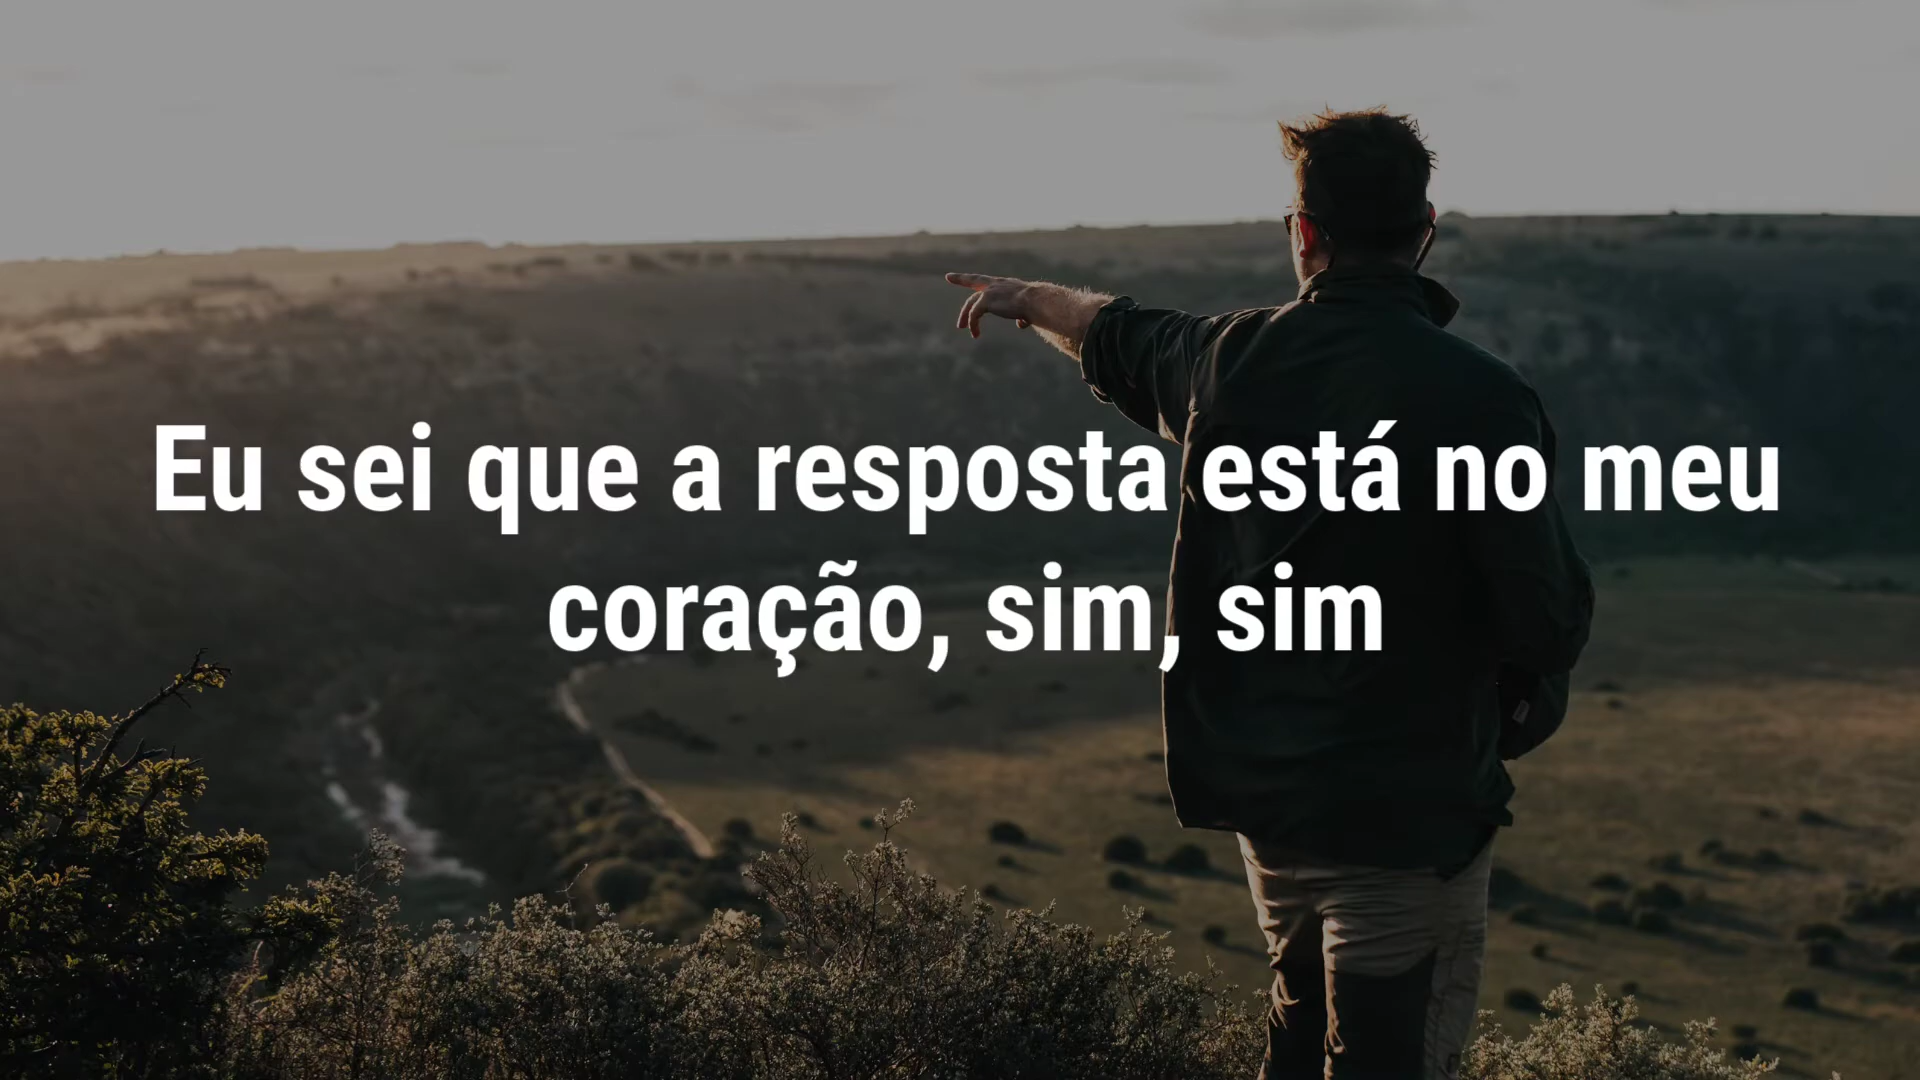 Eu sei que a resposta está no meu
coração, sim, sim